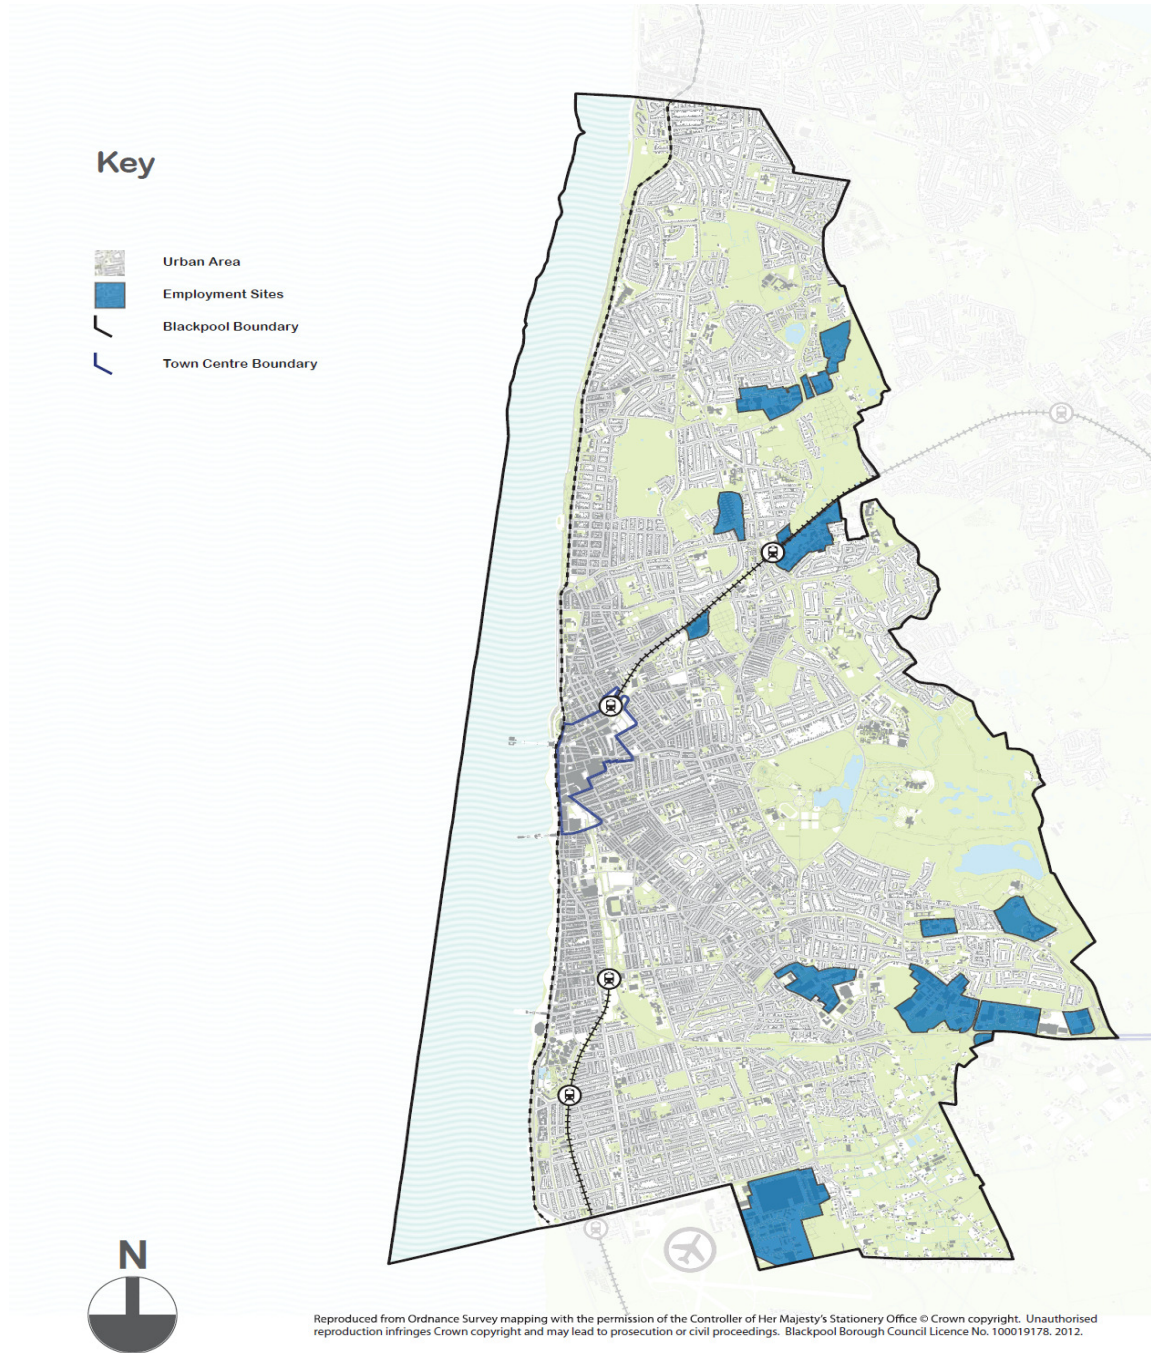 Key
Urban Area
Employment Sites
Blackpool Boundary
Town Centre Boundary
N
Reproduced from Ordnance Survey mapping with the permission of the Controller of Her Majesty's Stationery Office © Crown copyright. Unauthorised
reproduction infringes Crown copyright and may lead to prosecution or civil proceedings. Blackpool Borough Council Licence No. 100019178. 2012.